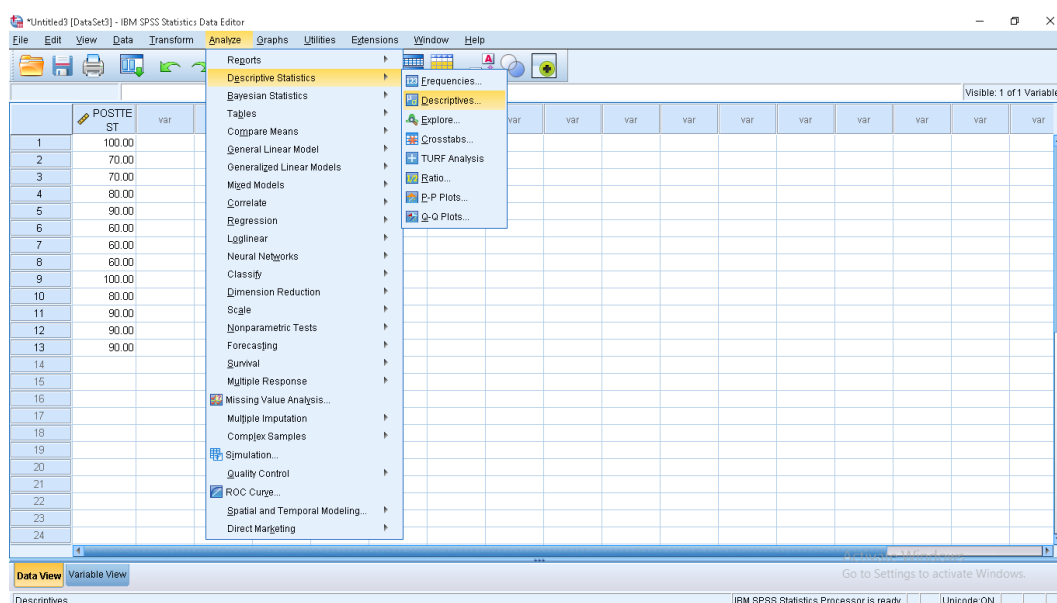 *Untitled3 [DataSet3] - IBM SPSS Statistics Data Editor
File Edit View Data Transform Analyze Graphs Utilities Extensions Window Help
Visible: 1 of 1 Variable
POSTTE
ST
var var var var var var var var var var
Reports
Descriptive Statistics
Bayesian Statistics
Tables
Compare Means
General Linear Model
Generalized Linear Models
Mixed Models
Correlate
Regression
Loglinear
Neural Networks
Classify
Dimension Reduction
Scale
Nonparametric Tests
Forecasting
Survival
Multiple Response
Missing Value Analysis...
Multiple Imputation
Complex Samples
Simulation...
Quality Control
ROC Curve...
Spatial and Temporal Modeling...
Direct Marketing
Frequencies...
Descriptives...
Explore...
Crosstabs...
TURF Analysis
Ratio...
P-P Plots...
Q-Q Plots...
1 100.00
2 70.00
3 70.00
4 80.00
5 90.00
6 60.00
7 60.00
8 60.00
9 100.00
10 80.00
11 90.00
12 90.00
13 90.00
14
15
16
17
18
19
20
21
22
23
24
Data View Variable View
Activate Windows
Go to Settings to activate Windows.
Descriptives... IBM SPSS Statistics Processor is ready Unicode:ON